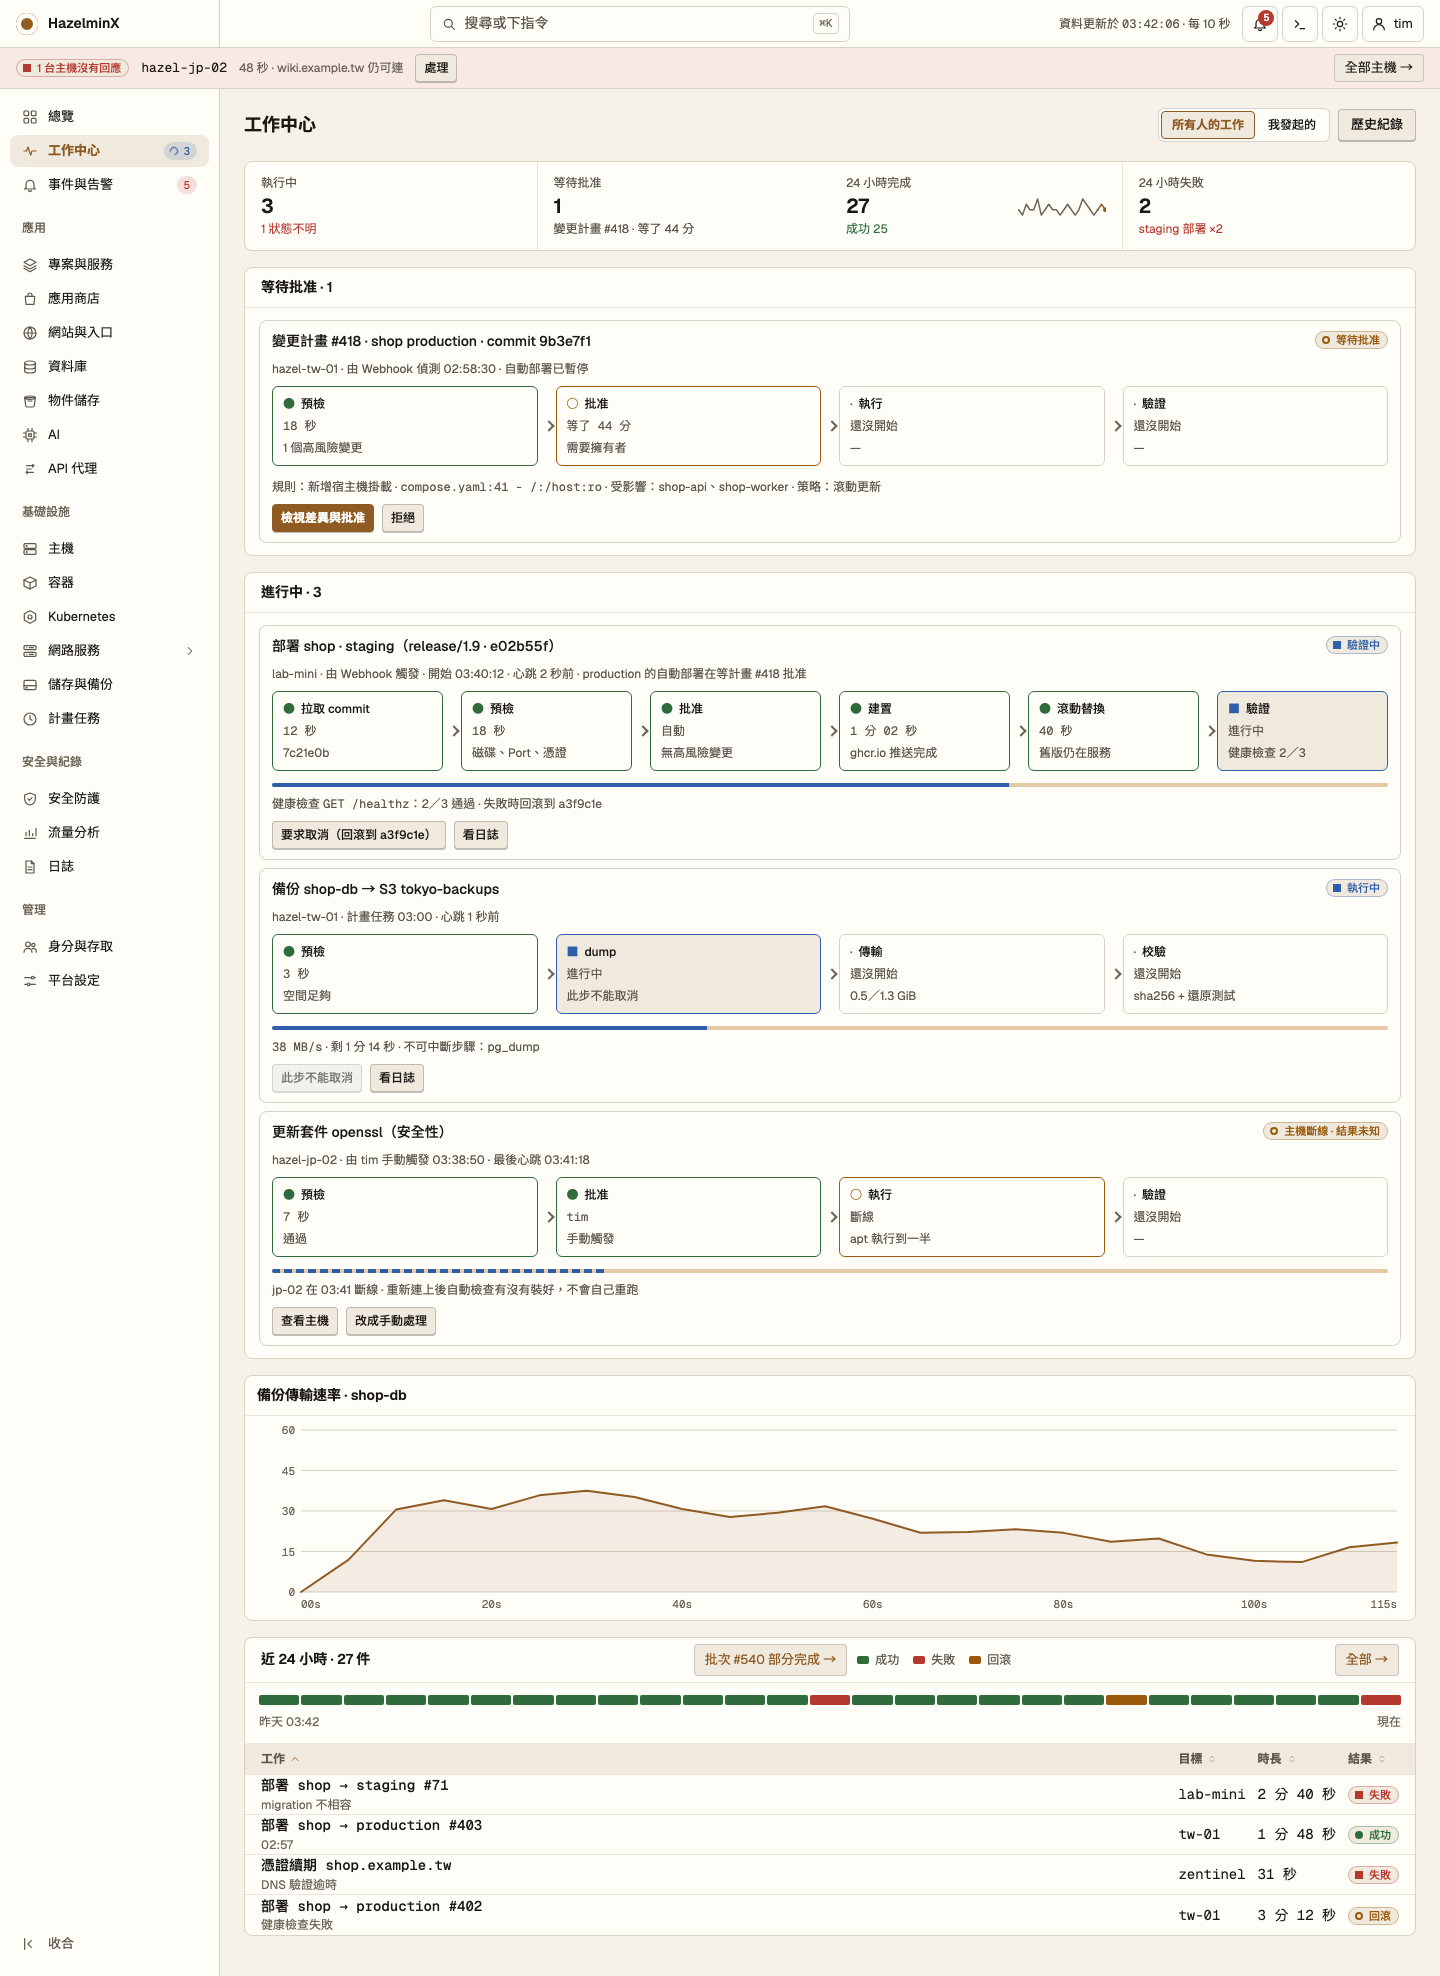 HazelminX
搜尋或下指令
⌘K
資料更新於 03:42:06 · 每 10 秒
5
tim
1 台主機沒有回應
hazel-jp-02
48 秒 · wiki.example.tw 仍可連
處理
全部主機 →
總覽
工作中心
3
事件與告警
5
應用
專案與服務
應用商店
網站與入口
資料庫
物件儲存
AI
API 代理
基礎設施
主機
容器
Kubernetes
網路服務
儲存與備份
計畫任務
安全與紀錄
安全防護
流量分析
日誌
管理
身分與存取
平台設定
收合
工作中心
所有人的工作
我發起的
歷史紀錄
執行中
3
1 狀態不明
等待批准
1
變更計畫 #418 · 等了 44 分
24 小時完成
27
成功 25
24 小時失敗
2
staging 部署 ×2
等待批准 · 1
變更計畫 #418 · shop production · commit 9b3e7f1
等待批准
hazel-tw-01 · 由 Webhook 偵測 02:58:30 · 自動部署已暫停
預檢
18 秒
1 個高風險變更
批准
等了 44 分
需要擁有者
· 執行
還沒開始
—
· 驗證
還沒開始
—
規則：新增宿主機掛載 · compose.yaml:41 - /:/host:ro · 受影響：shop-api、shop-worker · 策略：滾動更新
檢視差異與批准
拒絕
進行中 · 3
部署 shop · staging（release/1.9 · e02b55f）
驗證中
lab-mini · 由 Webhook 觸發 · 開始 03:40:12 · 心跳 2 秒前 · production 的自動部署在等計畫 #418 批准
拉取 commit
12 秒
7c21e0b
預檢
18 秒
磁碟、Port、憑證
批准
自動
無高風險變更
建置
1 分 02 秒
ghcr.io 推送完成
滾動替換
40 秒
舊版仍在服務
驗證
進行中
健康檢查 2／3
健康檢查 GET /healthz：2／3 通過 · 失敗時回滾到 a3f9c1e
要求取消（回滾到 a3f9c1e）
看日誌
備份 shop-db → S3 tokyo-backups
執行中
hazel-tw-01 · 計畫任務 03:00 · 心跳 1 秒前
預檢
3 秒
空間足夠
dump
進行中
此步不能取消
· 傳輸
還沒開始
0.5／1.3 GiB
· 校驗
還沒開始
sha256 + 還原測試
38 MB/s · 剩 1 分 14 秒 · 不可中斷步驟：pg_dump
此步不能取消
看日誌
更新套件 openssl（安全性）
主機斷線 · 結果未知
hazel-jp-02 · 由 tim 手動觸發 03:38:50 · 最後心跳 03:41:18
預檢
7 秒
通過
批准
tim
手動觸發
執行
斷線
apt 執行到一半
· 驗證
還沒開始
—
jp-02 在 03:41 斷線 · 重新連上後自動檢查有沒有裝好，不會自己重跑
查看主機
改成手動處理
備份傳輸速率 · shop-db
60
45
30
15
0
00s
20s
40s
60s
80s
100s
115s
近 24 小時 · 27 件
批次 #540 部分完成 →
成功
失敗
回滾
全部 →
昨天 03:42
現在
工作
目標
時長
結果
部署 shop → staging #71
migration 不相容
lab-mini
2 分 40 秒
失敗
部署 shop → production #403
02:57
tw-01
1 分 48 秒
成功
憑證續期 shop.example.tw
DNS 驗證逾時
zentinel
31 秒
失敗
部署 shop → production #402
健康檢查失敗
tw-01
3 分 12 秒
回滾